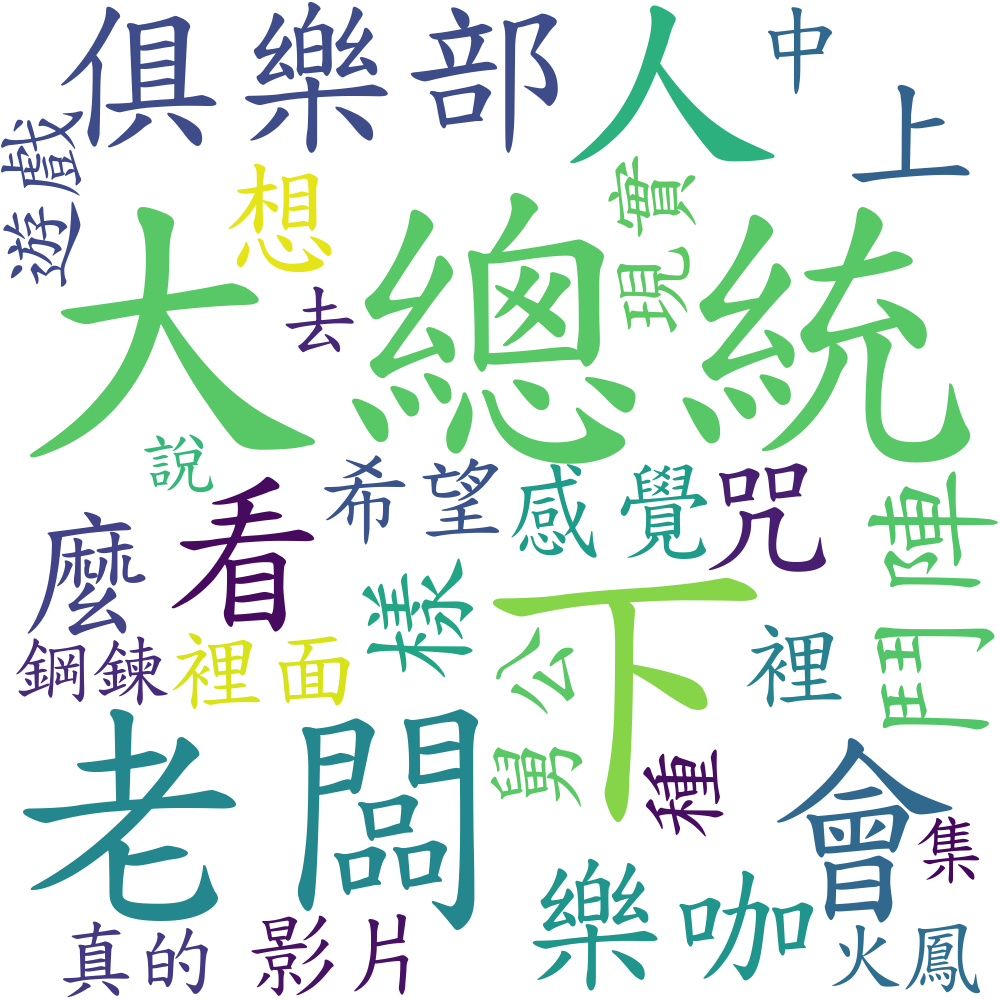 俱樂部
人
中
上
遊戲
想
現實
大總統
去
說
看
希望
感覺
咒
鬥陣
麼
樣
下
鋼鍊
裡面
舅公
裡
老闆
種
會
集
樂咖
真的
影片
火鳳